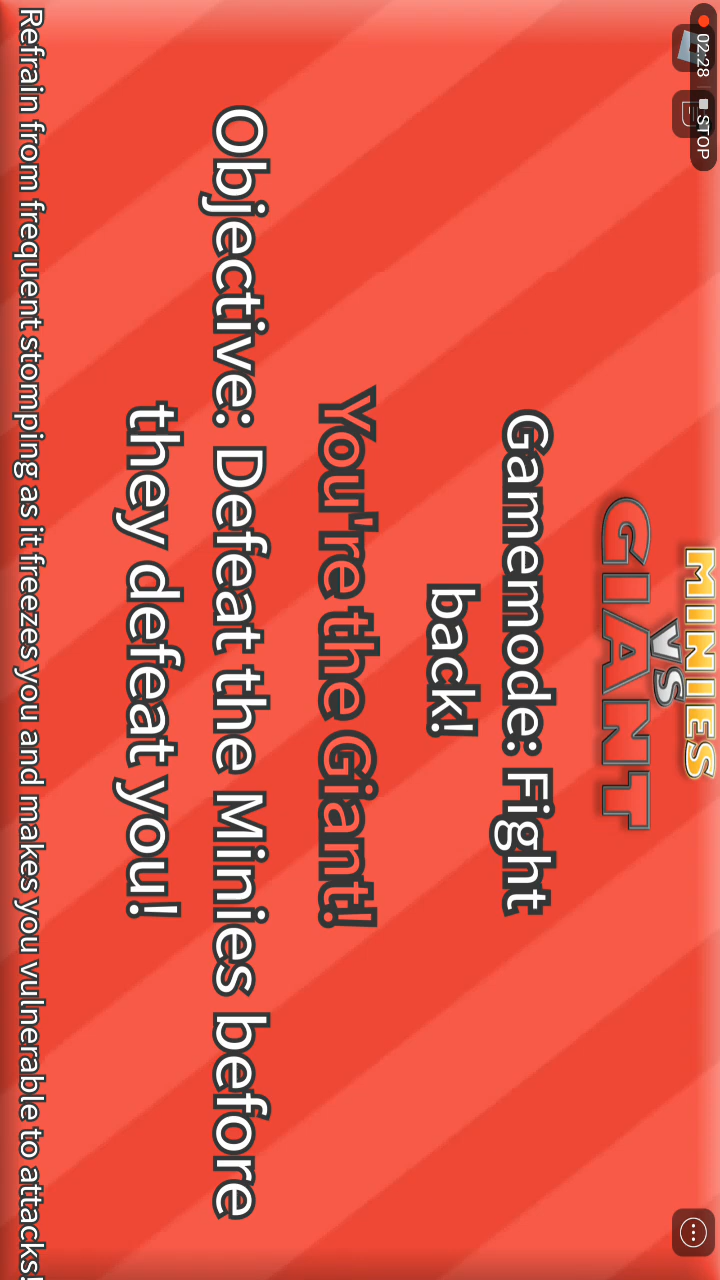 02:28 STOP
MINIES
VS
GIANT
Gamemode: Fight
back!
You're the Giant!
Objective: Defeat the Minies before
they defeat you!
Refrain from frequent stomping as it freezes you and makes you vulnerable to attacks!